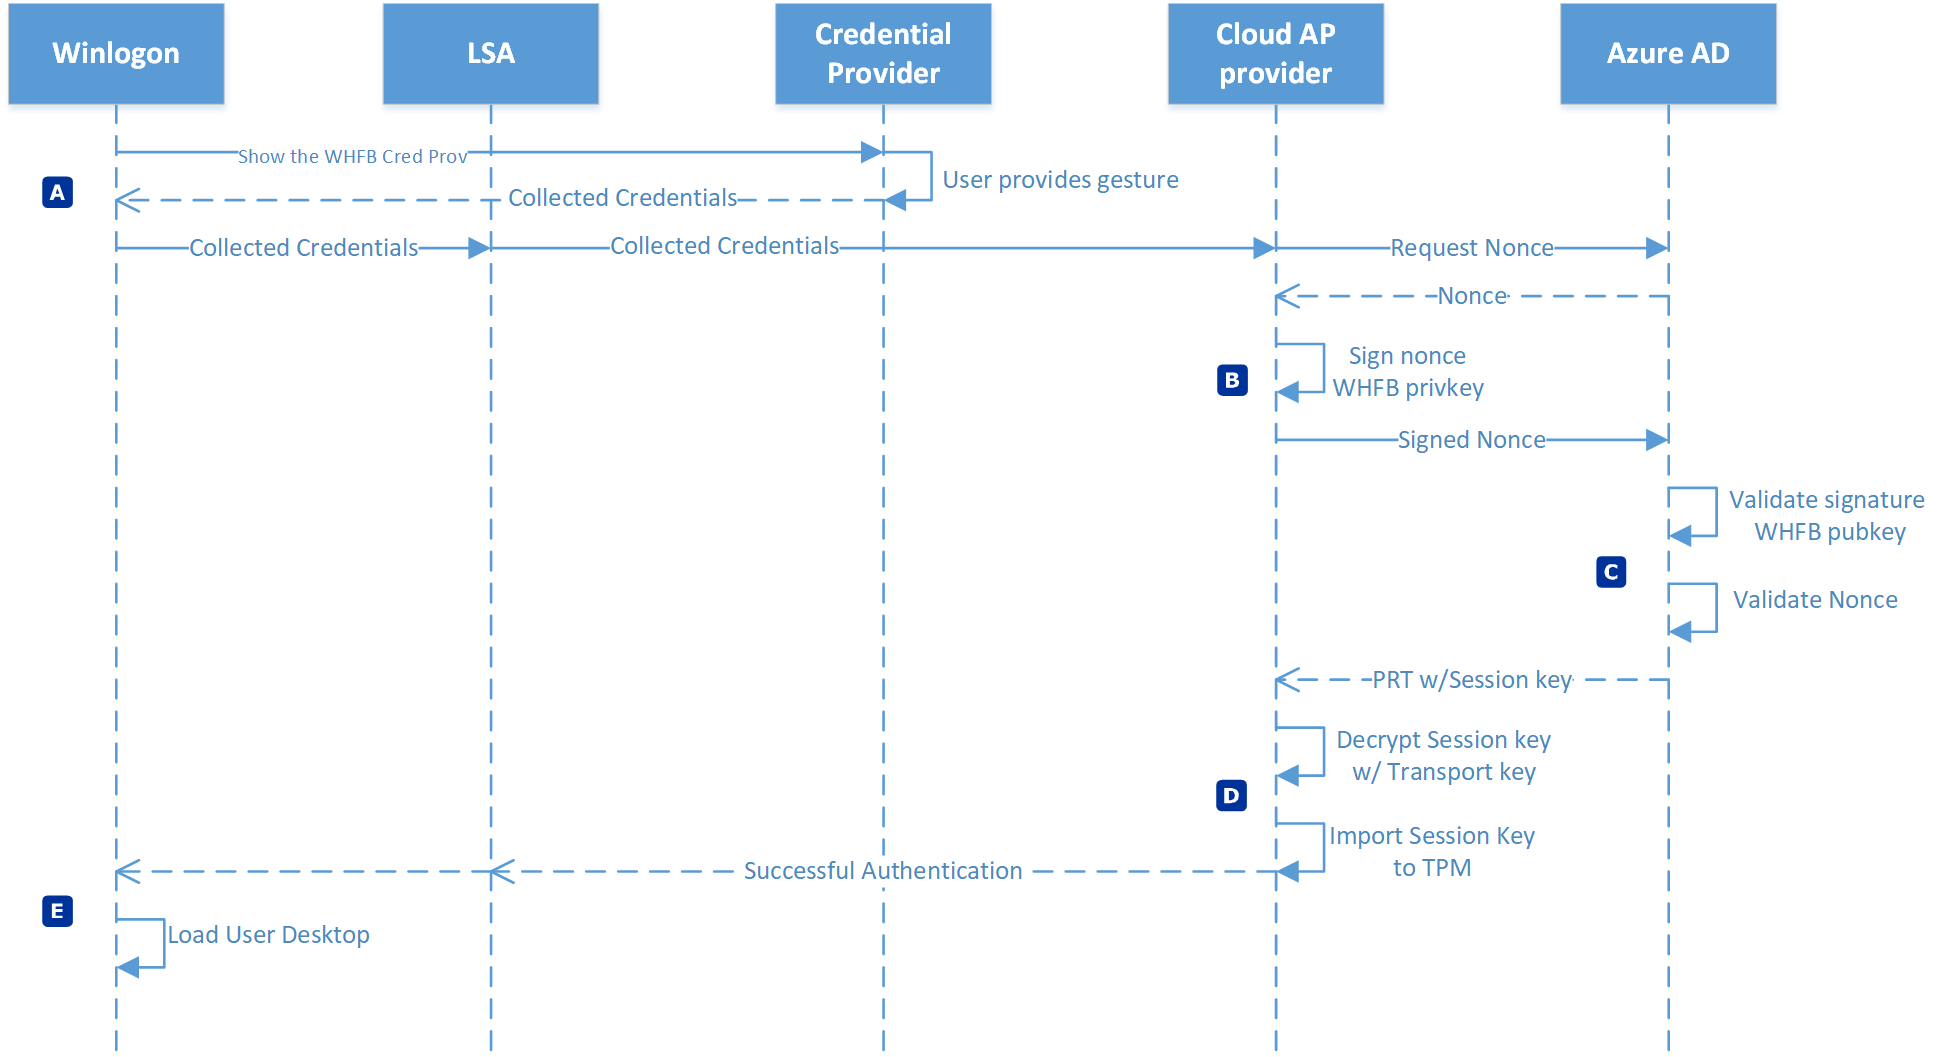 Winlogon
LSA
Credential
Provider
Cloud AP
provider
Azure AD
Show the WHFB Cred Prov
User provides gesture
A
Collected Credentials
Collected Credentials
Collected Credentials
Request Nonce
Nonce
Sign nonce
WHFB privkey
B
Signed Nonce
Validate signature
WHFB pubkey
C
Validate Nonce
PRT w/Session key
Decrypt Session key
w/ Transport key
D
Import Session Key
to TPM
Successful Authentication
E
Load User Desktop